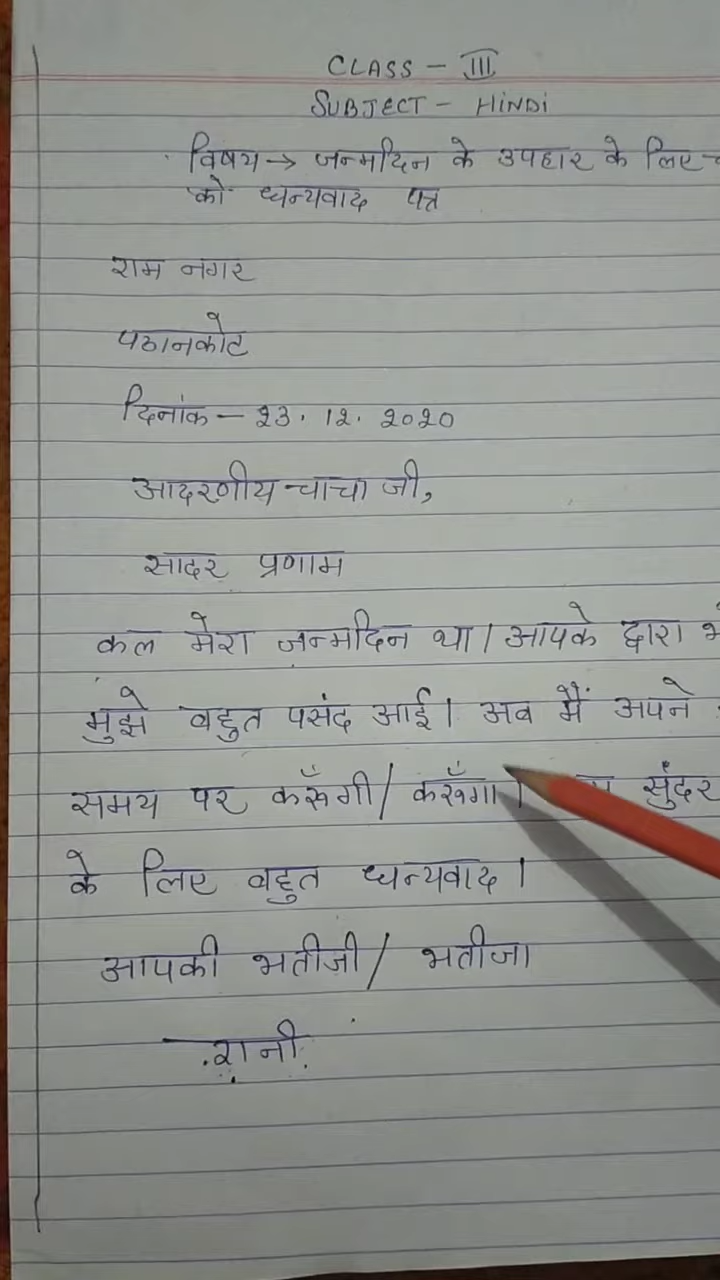 CLASS - III
SUBJECT - HINDI
विषय → जन्मदिन के उपहार के लिए
को धन्यवाद पत्र
राम नगर
पठानकोट
दिनांक - 23.12.2020
आदरणीय चाचा जी,
सादर प्रणाम
कल मेरा जन्मदिन था। आपके द्वारा
मुझे बहुत पसंद आई। अब मैं अपने
समय पर करूँगी/करूँगा। सुंदर
के लिए बहुत धन्यवाद।
आपकी भतीजी/भतीजा
रानी